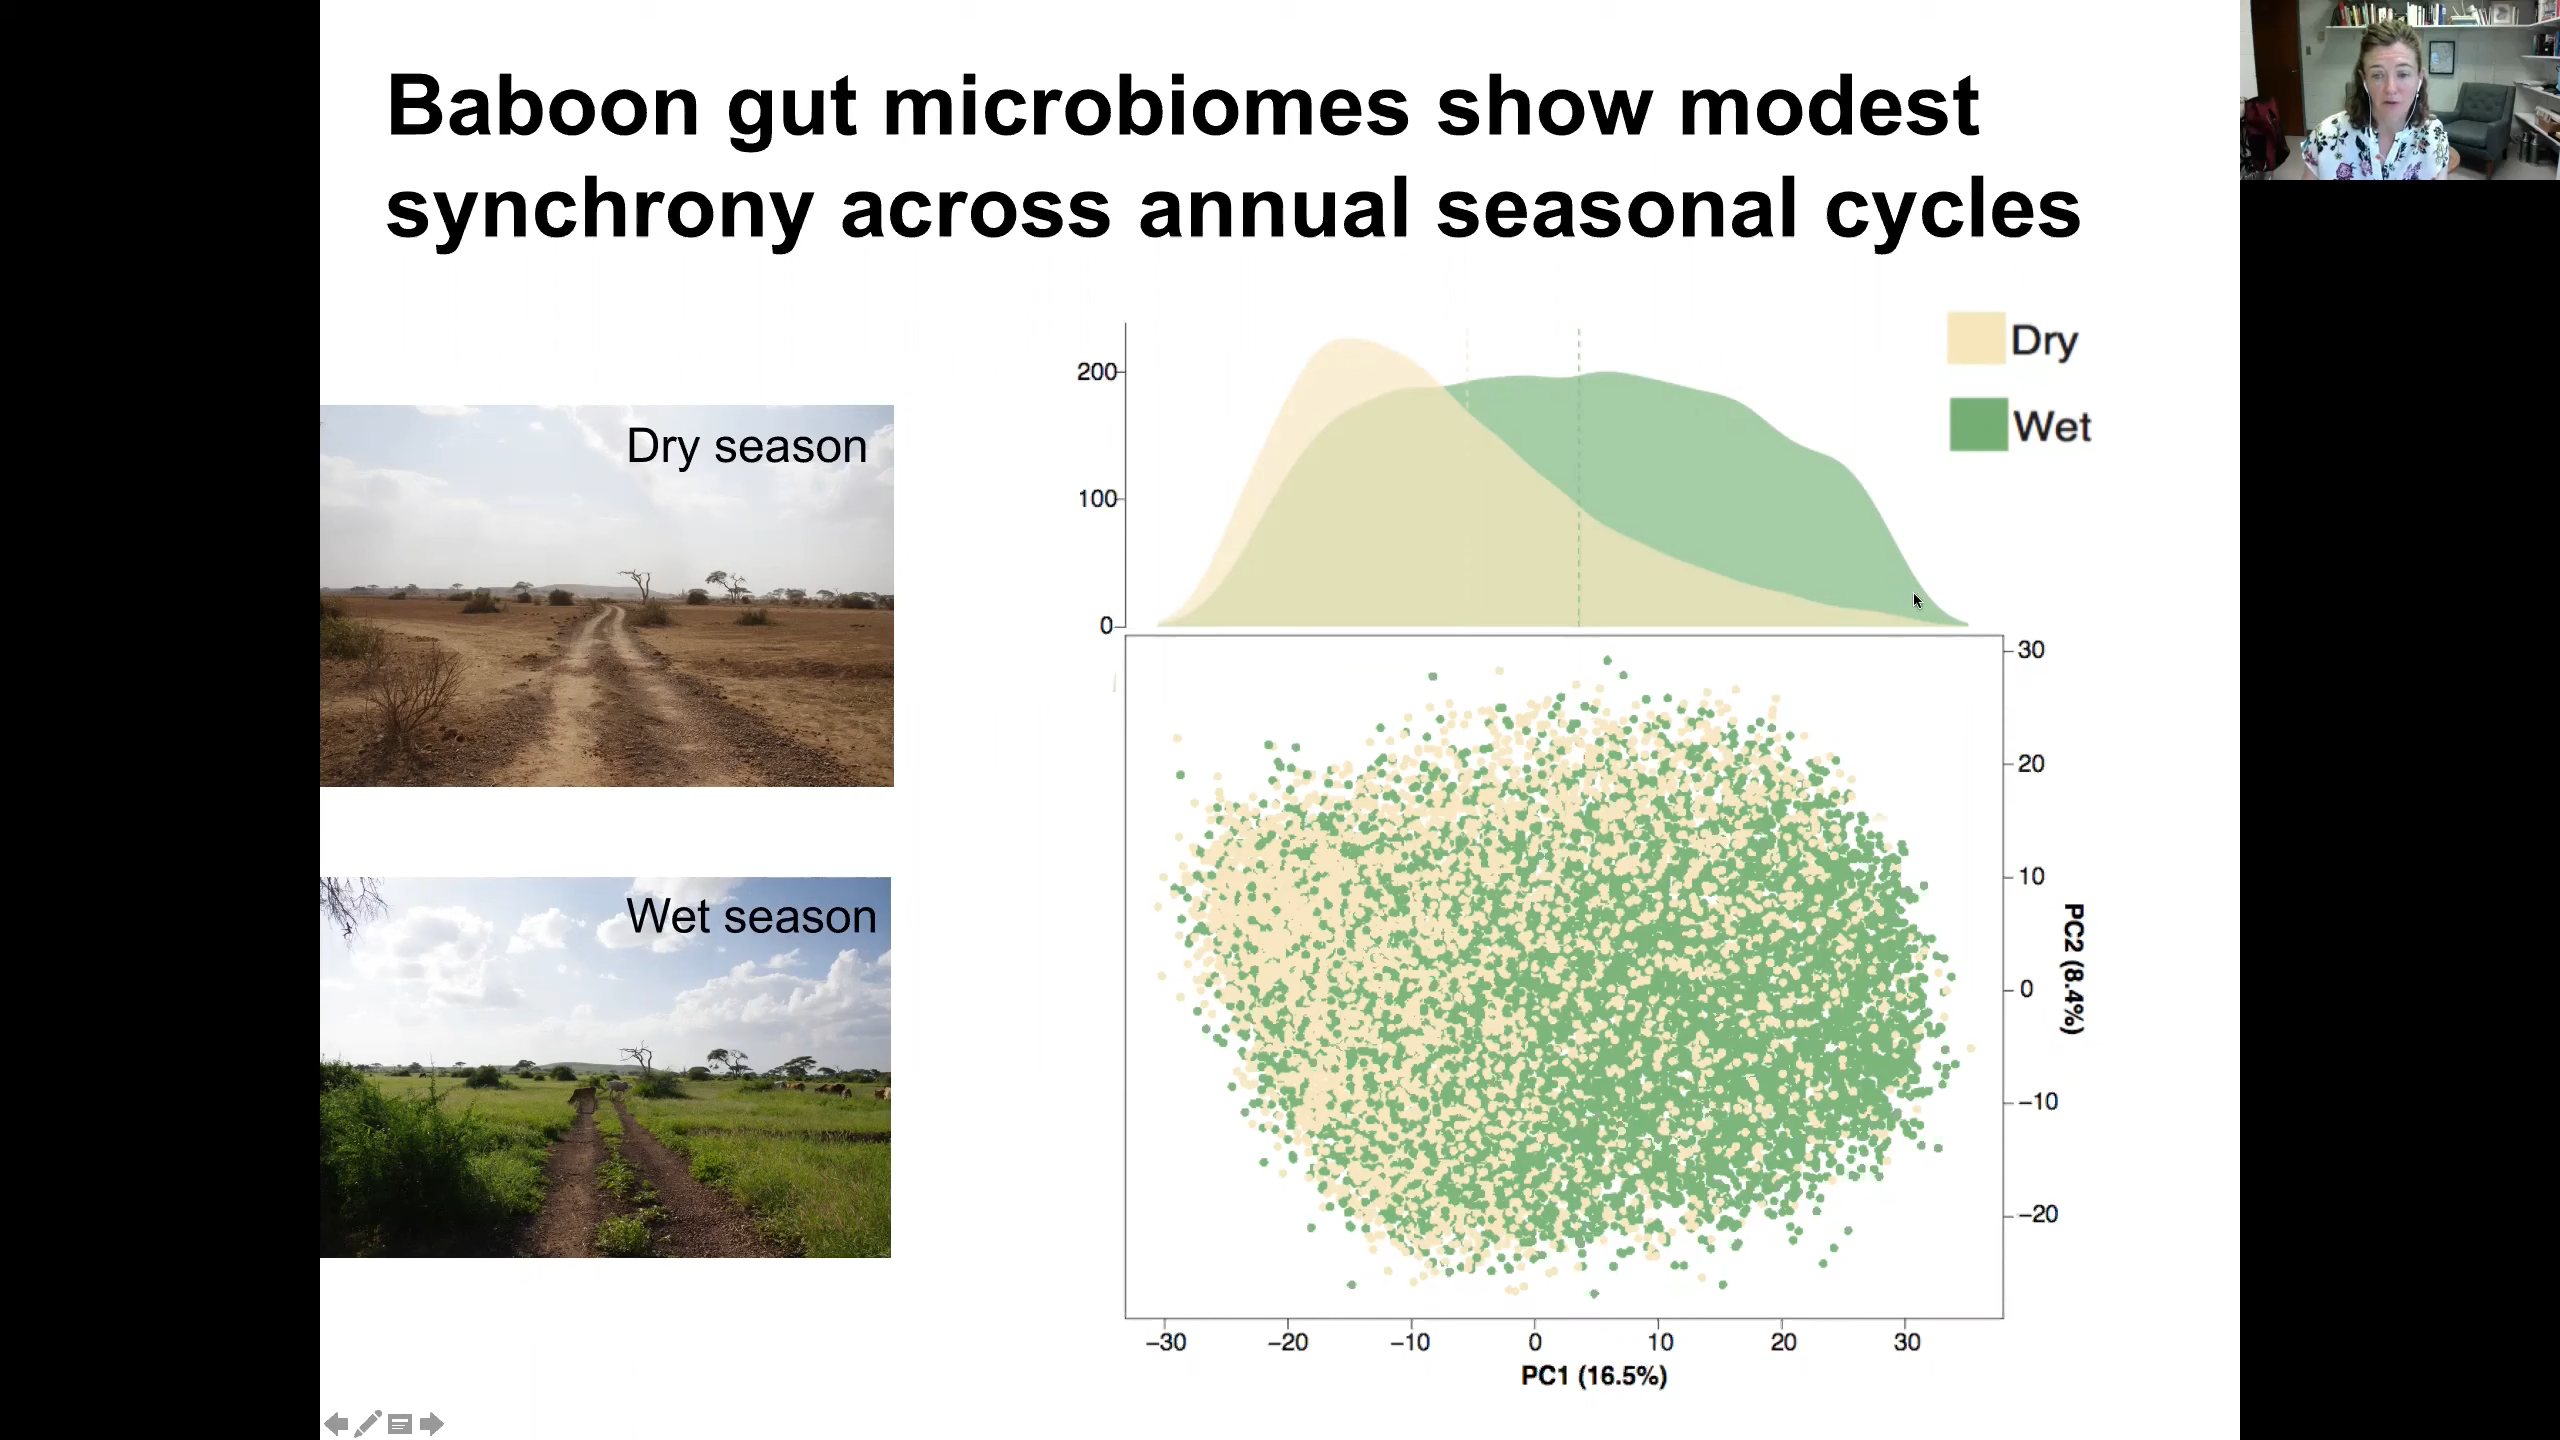 Baboon gut microbiomes show modest
synchrony across annual seasonal cycles
Dry season
Wet season
Dry
Wet
200
100
0
30
20
10
0
−10
−20
PC2 (8.4%)
−30
−20
−10
0
10
20
30
PC1 (16.5%)